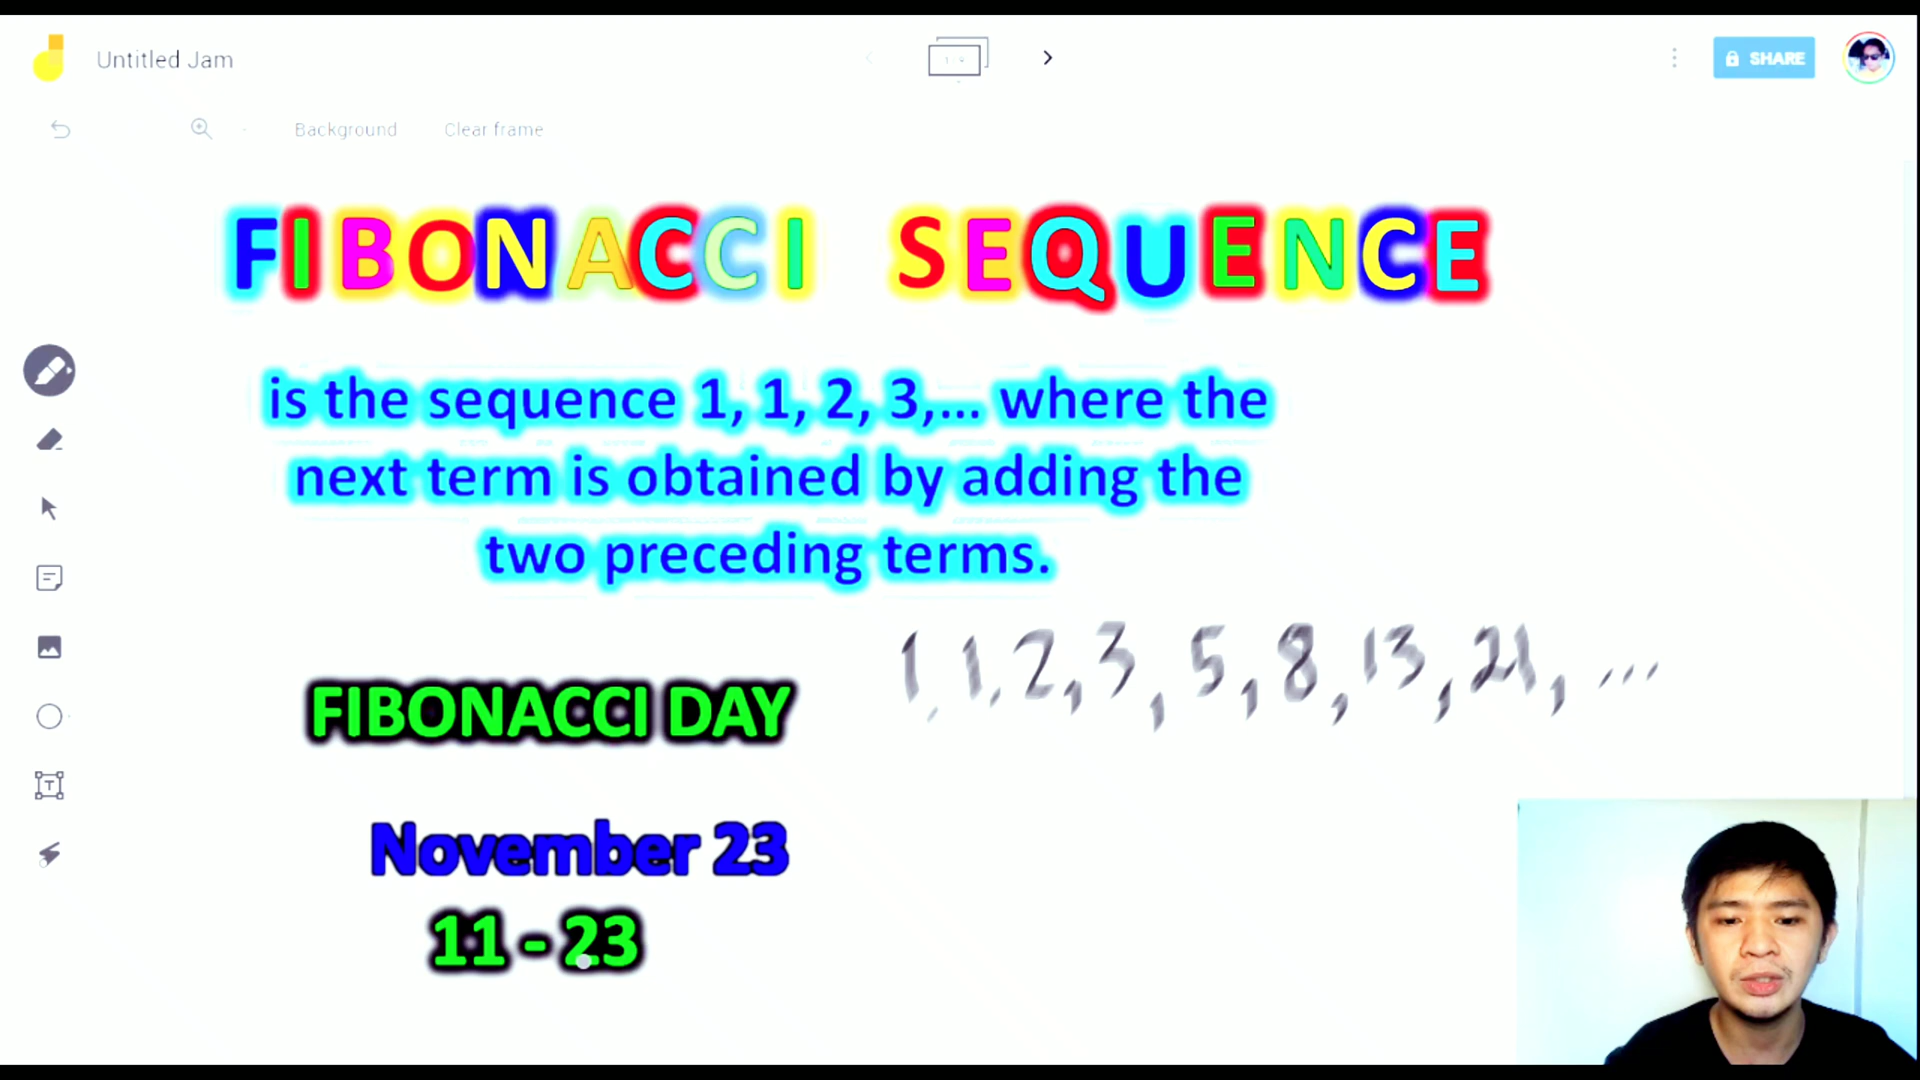 Untitled Jam
SHARE
Background
Clear frame
FIBONACCI SEQUENCE
is the sequence 1, 1, 2, 3,... where the
next term is obtained by adding the
two preceding terms.
1, 1, 2, 3, 5, 8, 13, 21, ...
FIBONACCI DAY
November 23
11 - 23